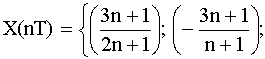 X(nT) = {(3n + 1 / 2n + 1); (− 3n + 1 / n + 1);